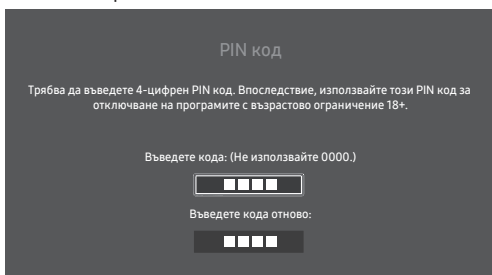 PIN код
Трябва да въведете 4-цифрен PIN код. Впоследствие, използвайте този PIN код за
отключване на програмите с възрастово ограничение 18+.
Въведете кода: (Не използвайте 0000.)
Въведете кода отново: